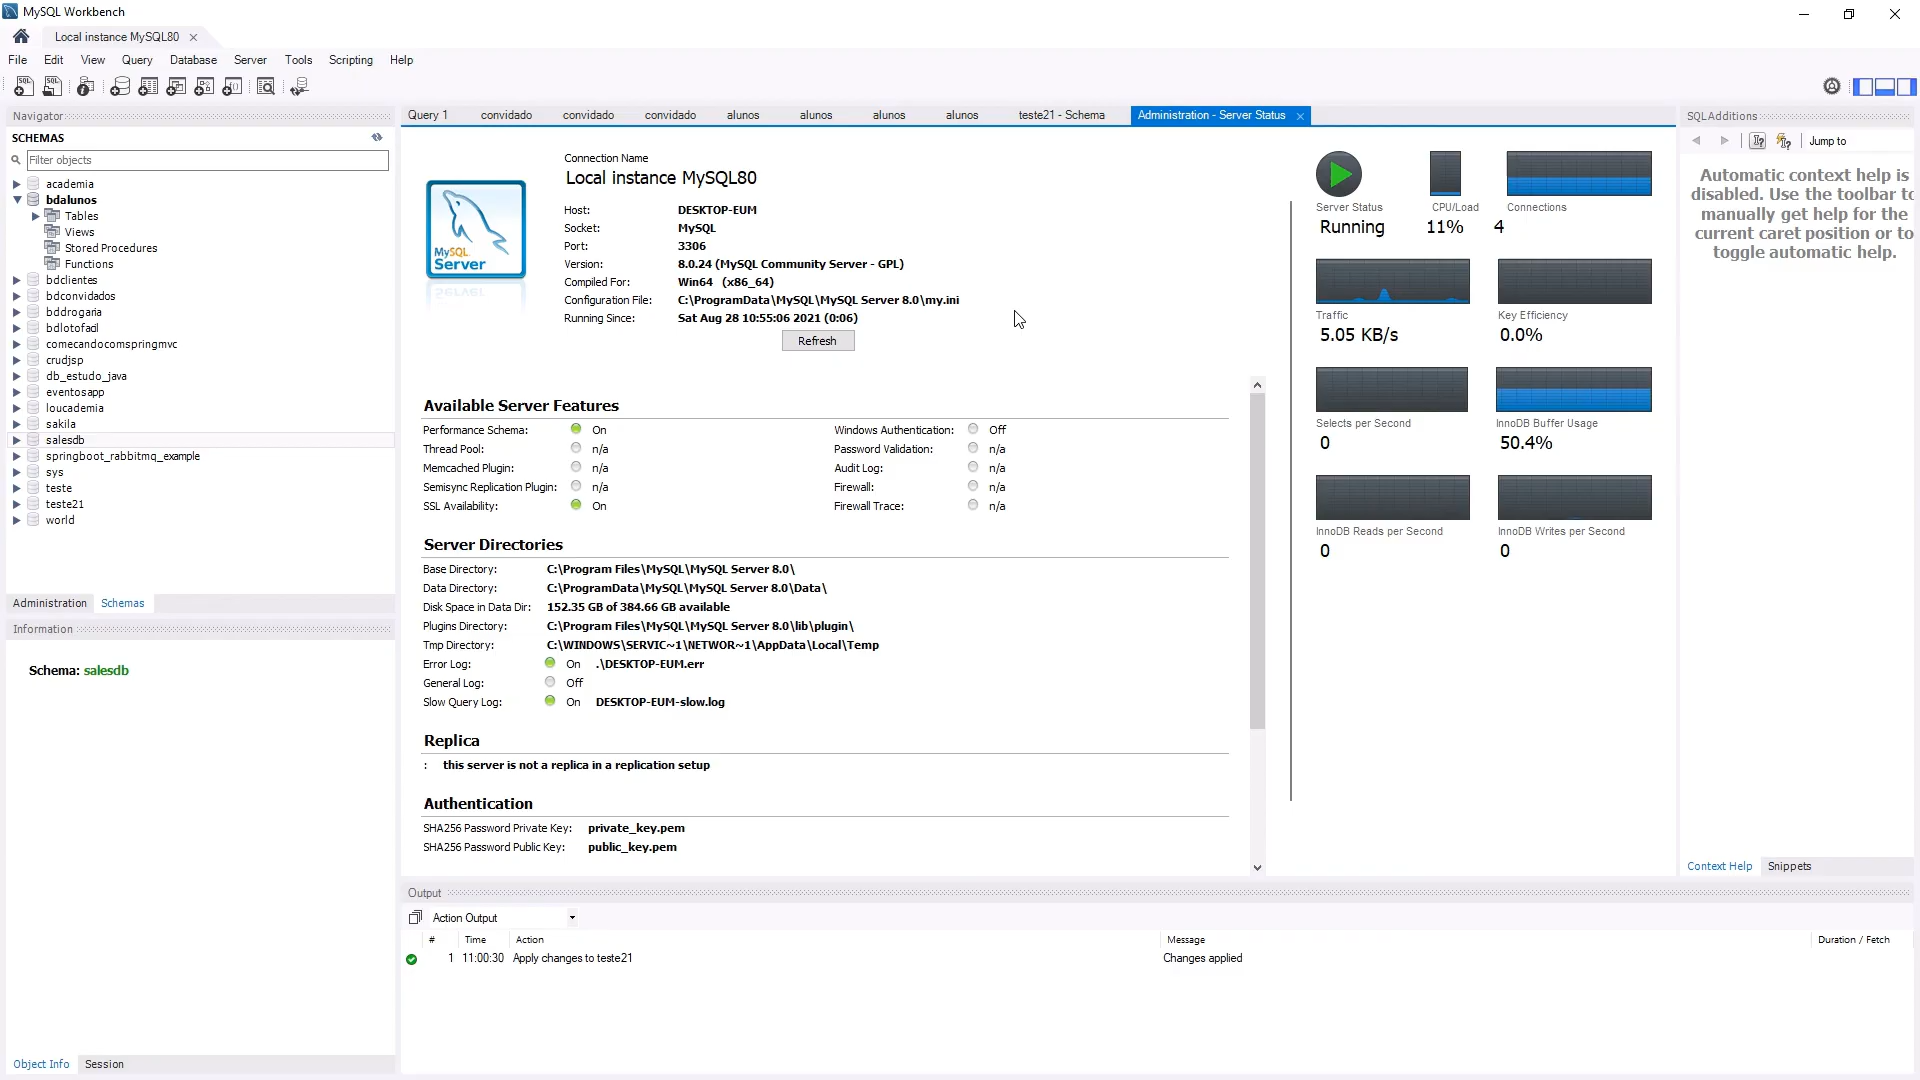 MySQL Workbench
Local instance MySQL80
File Edit View Query Database Server Tools Scripting Help
Navigator
SCHEMAS
Filter objects
academia
bdalunos
Tables
Views
Stored Procedures
Functions
bdclientes
bdconvidados
bddrogaria
bdlotofacil
comecandocomspringmvc
crudjsp
db_estudo_java
eventosapp
loucademia
sakila
salesdb
springboot_rabbitmq_example
sys
teste
teste21
world
Administration Schemas
Information
Schema: salesdb
Object Info Session
Query 1 convidado convidado convidado alunos alunos alunos alunos teste21 - Schema Administration - Server Status
MySQL
Server
Connection Name
Local instance MySQL80
Host: DESKTOP-EUM
Socket: MySQL
Port: 3306
Version: 8.0.24 (MySQL Community Server - GPL)
Compiled For: Win64 (x86_64)
Configuration File: C:\ProgramData\MySQL\MySQL Server 8.0\my.ini
Running Since: Sat Aug 28 10:55:06 2021 (0:06)
Refresh
Available Server Features
Performance Schema: On Windows Authentication: Off
Thread Pool: n/a Password Validation: n/a
Memcached Plugin: n/a Audit Log: n/a
Semisync Replication Plugin: n/a Firewall: n/a
SSL Availability: On Firewall Trace: n/a
Server Directories
Base Directory: C:\Program Files\MySQL\MySQL Server 8.0\
Data Directory: C:\ProgramData\MySQL\MySQL Server 8.0\Data\
Disk Space in Data Dir: 152.35 GB of 384.66 GB available
Plugins Directory: C:\Program Files\MySQL\MySQL Server 8.0\lib\plugin\
Tmp Directory: C:\WINDOWS\SERVIC~1\NETWOR~1\AppData\Local\Temp
Error Log: On .\DESKTOP-EUM.err
General Log: Off
Slow Query Log: On DESKTOP-EUM-slow.log
Replica
: this server is not a replica in a replication setup
Authentication
SHA256 Password Private Key: private_key.pem
SHA256 Password Public Key: public_key.pem
Server Status CPU/Load Connections
Running 11% 4
Traffic Key Efficiency
5.05 KB/s 0.0%
Selects per Second InnoDB Buffer Usage
0 50.4%
InnoDB Reads per Second InnoDB Writes per Second
0 0
SQLAdditions
Jump to
Automatic context help is
disabled. Use the toolbar to
manually get help for the
current caret position or to
toggle automatic help.
Context Help Snippets
Output
Action Output
# Time Action Message Duration / Fetch
1 11:00:30 Apply changes to teste21 Changes applied